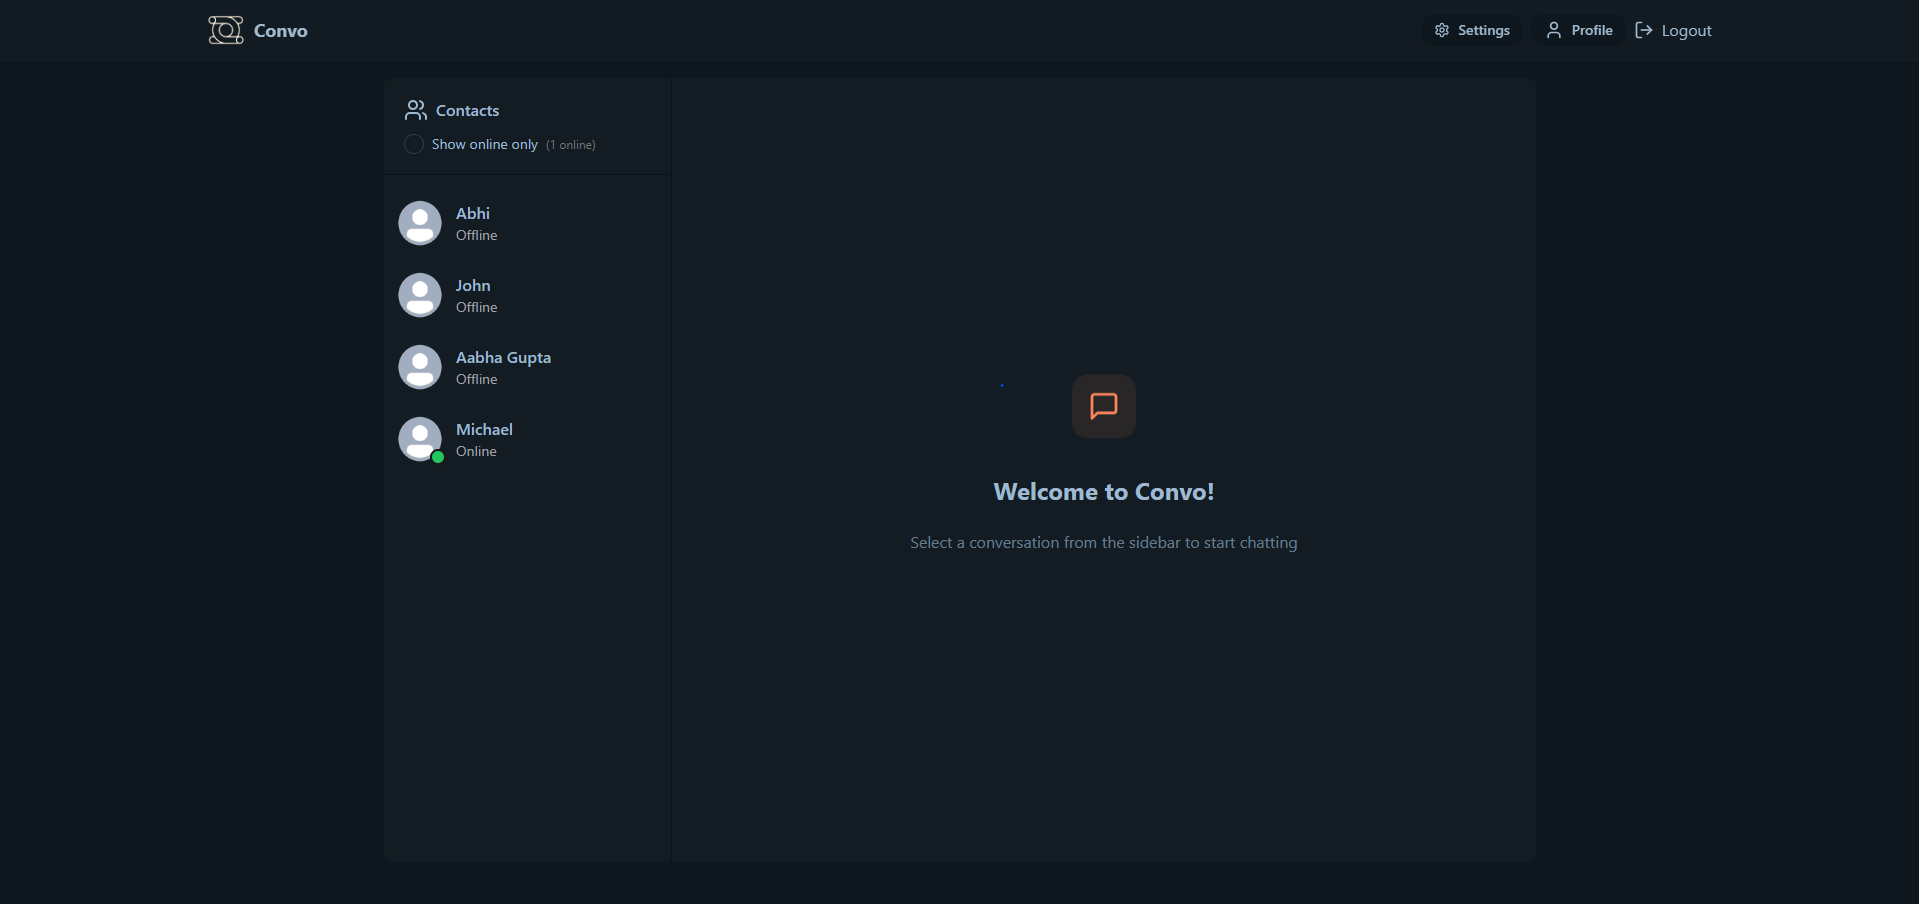 Convo
Settings
Profile
Logout
Contacts
Show online only (1 online)
Abhi
Offline
John
Offline
Aabha Gupta
Offline
Michael
Online
Welcome to Convo!
Select a conversation from the sidebar to start chatting